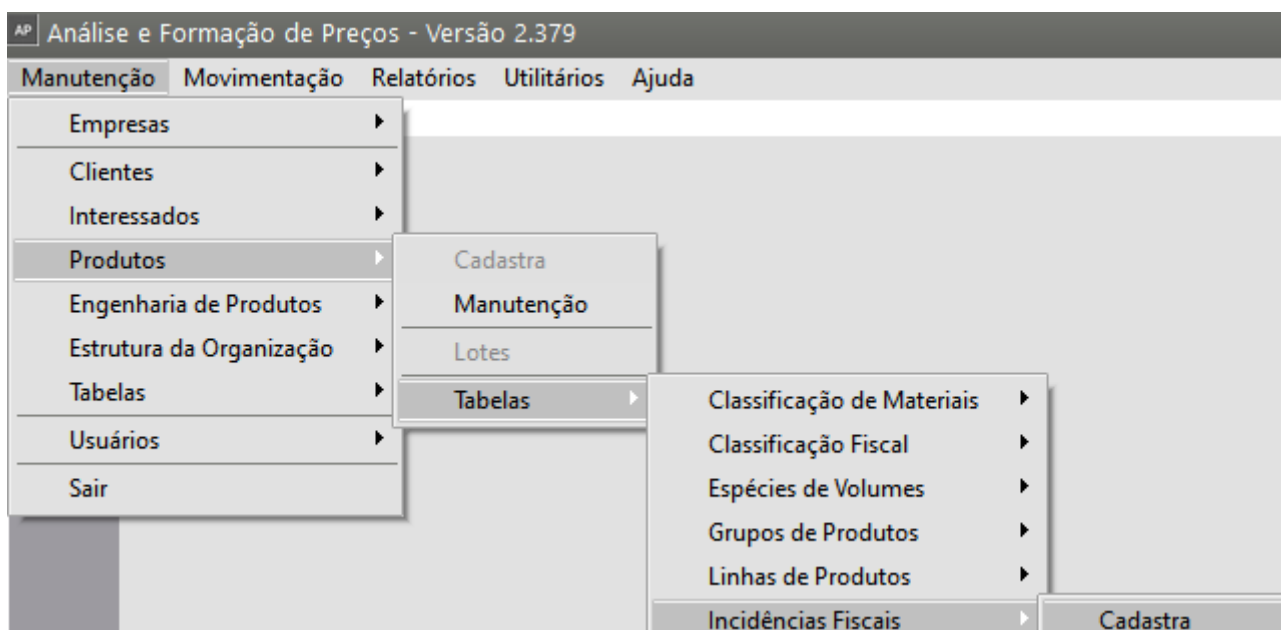 AP Análise e Formação de Preços - Versão 2.379
Manutenção Movimentação Relatórios Utilitários Ajuda
Empresas
Clientes
Interessados
Produtos
Engenharia de Produtos
Estrutura da Organização
Tabelas
Usuários
Sair
Cadastra
Manutenção
Lotes
Tabelas
Classificação de Materiais
Classificação Fiscal
Espécies de Volumes
Grupos de Produtos
Linhas de Produtos
Incidências Fiscais
Cadastra